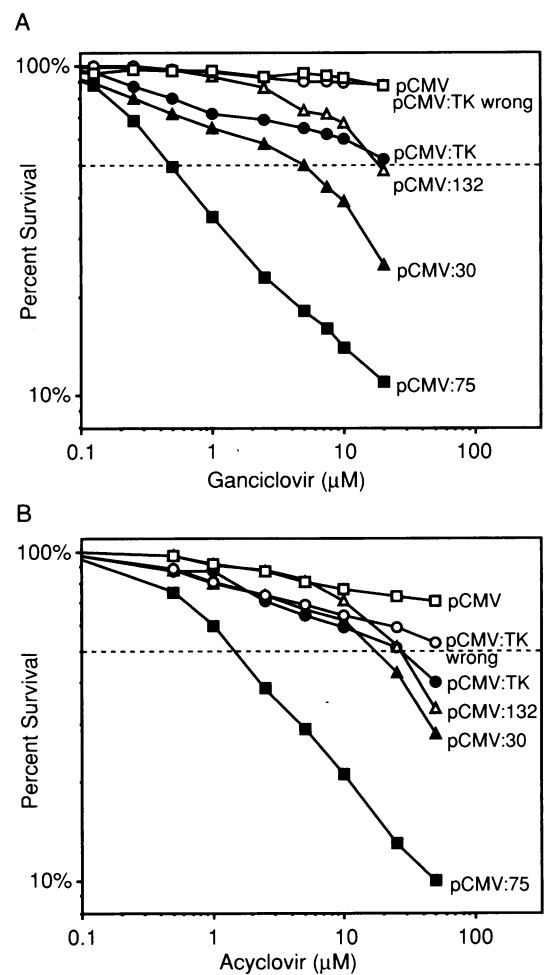 A
100%
10%
Percent Survival
pCMV
pCMV:TK wrong
pCMV:TK
pCMV:132
pCMV:30
pCMV:75
0.1 1 10 100
Ganciclovir (µM)
B
100%
10%
Percent Survival
pCMV
pCMV:TK
wrong
pCMV:TK
pCMV:132
pCMV:30
pCMV:75
0.1 1 10 100
Acyclovir (µM)